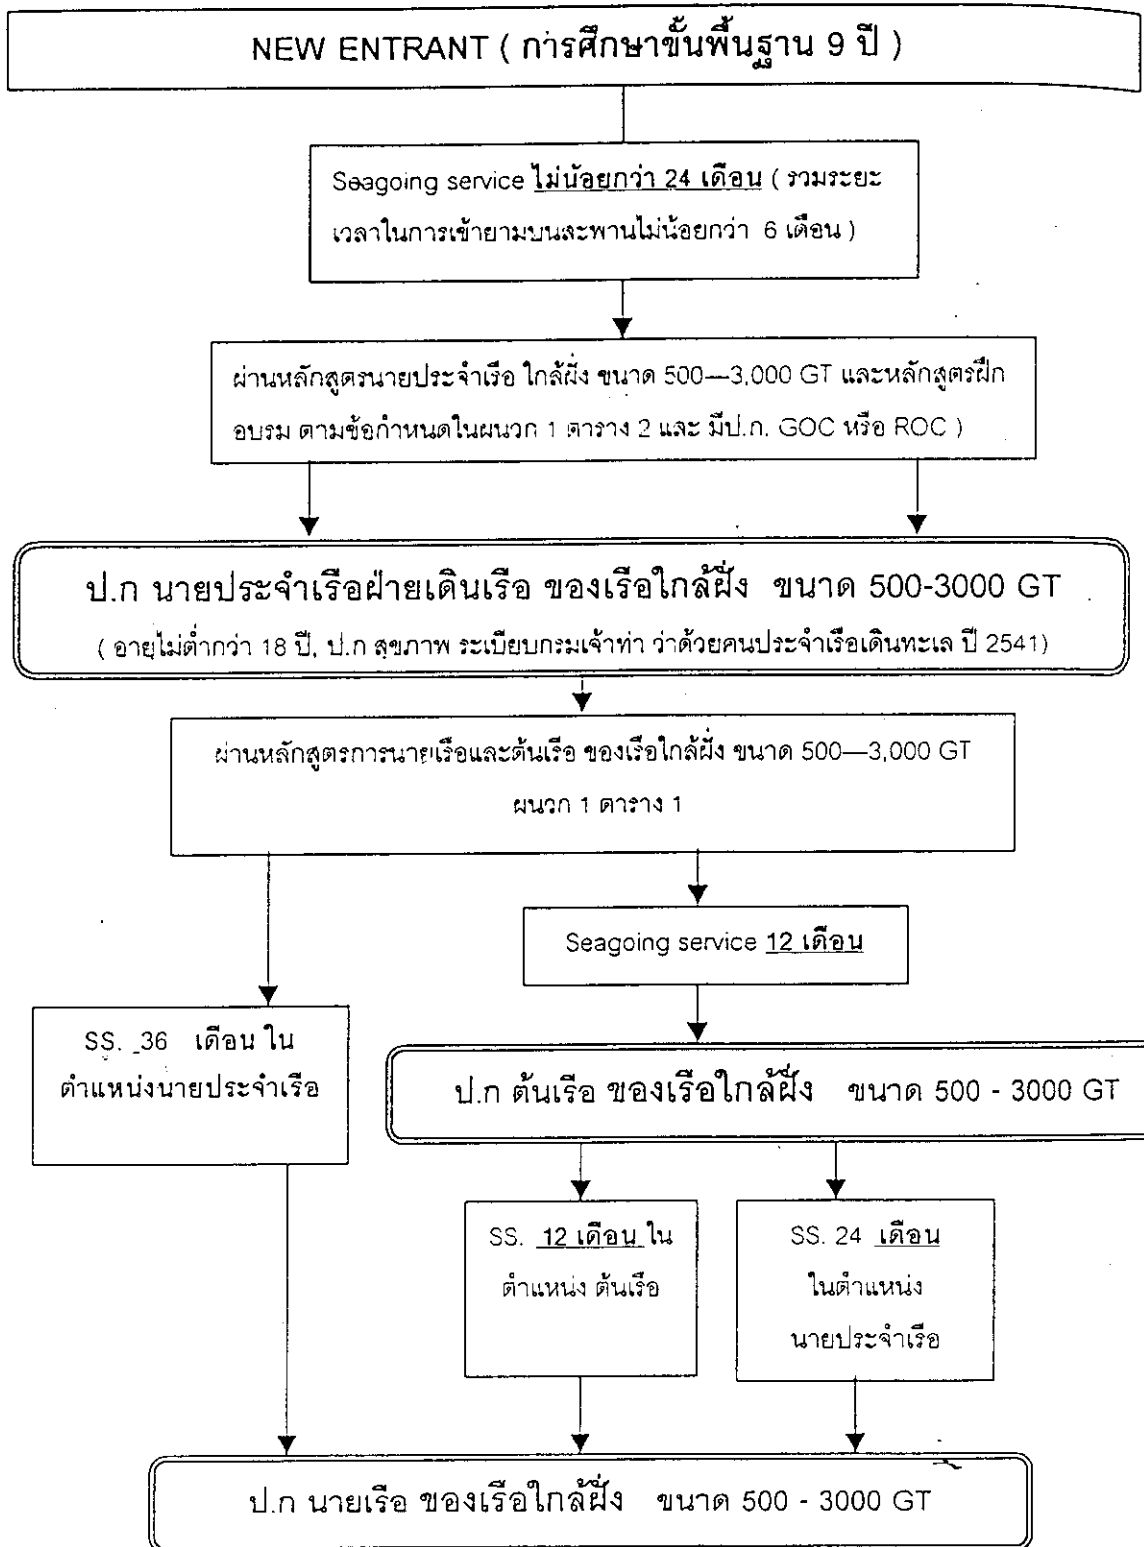 NEW ENTRANT ( การศึกษาขั้นพื้นฐาน 9 ปี )
Seagoing service ไม่น้อยกว่า 24 เดือน ( รวมระยะ
เวลาในการเข้ายามบนสะพานไม่น้อยกว่า 6 เดือน )
ผ่านหลักสูตรนายประจำเรือ ใกล้ฝั่ง ขนาด 500—3,000 GT และหลักสูตรฝึก
อบรม ตามข้อกำหนดในผนวก 1 ตาราง 2 และ มีป.ก. GOC หรือ ROC )
ป.ก นายประจำเรือฝ่ายเดินเรือ ของเรือใกล้ฝั่ง ขนาด 500-3000 GT
( อายุไม่ต่ำกว่า 18 ปี, ป.ก สุขภาพ ระเบียบกรมเจ้าท่า ว่าด้วยคนประจำเรือเดินทะเล ปี 2541)
ผ่านหลักสูตรการนายเรือและต้นเรือ ของเรือใกล้ฝั่ง ขนาด 500—3,000 GT
ผนวก 1 ตาราง 1
Seagoing service 12 เดือน
SS. 36 เดือน ใน
ตำแหน่งนายประจำเรือ
ป.ก ต้นเรือ ของเรือใกล้ฝั่ง ขนาด 500 - 3000 GT
SS. 12 เดือน ใน
ตำแหน่ง ต้นเรือ
SS. 24 เดือน
ในตำแหน่ง
นายประจำเรือ
ป.ก นายเรือ ของเรือใกล้ฝั่ง ขนาด 500 - 3000 GT